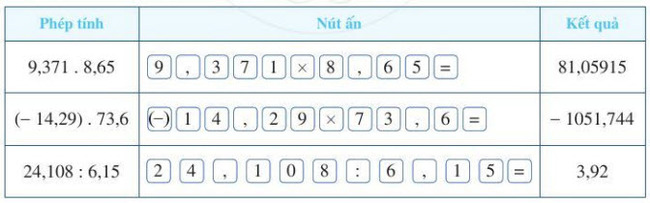 Phép tính Nút ấn Kết quả
9,371 . 8,65 9 , 3 7 1 × 8 , 6 5 = 81,05915
(– 14,29) . 73,6 (–) 1 4 , 2 9 × 7 3 , 6 = – 1051,744
24,108 : 6,15 2 4 , 1 0 8 : 6 , 1 5 = 3,92